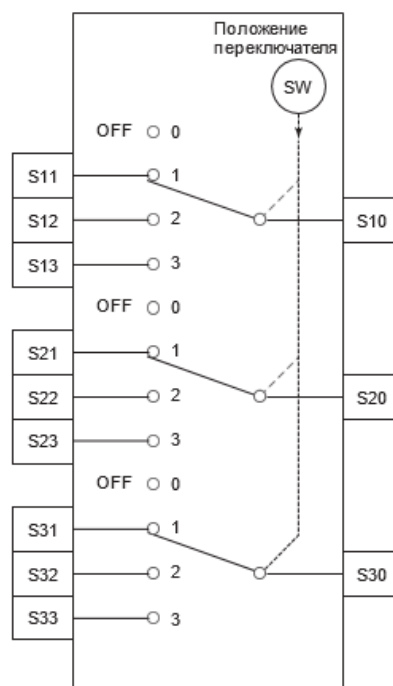 Положение
переключателя
SW
OFF 0
S11 1
S12 2 S10
S13 3
0
S21 1
S22 2 S20
S23 3
OFF 0
S31 1
S32 2 S30
S33 3